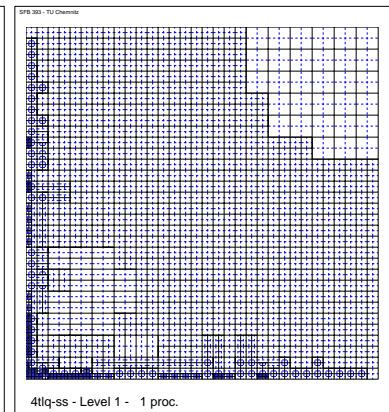 SFB 393 - TU Chemnitz
4tlq-ss - Level 1 - 1 proc.